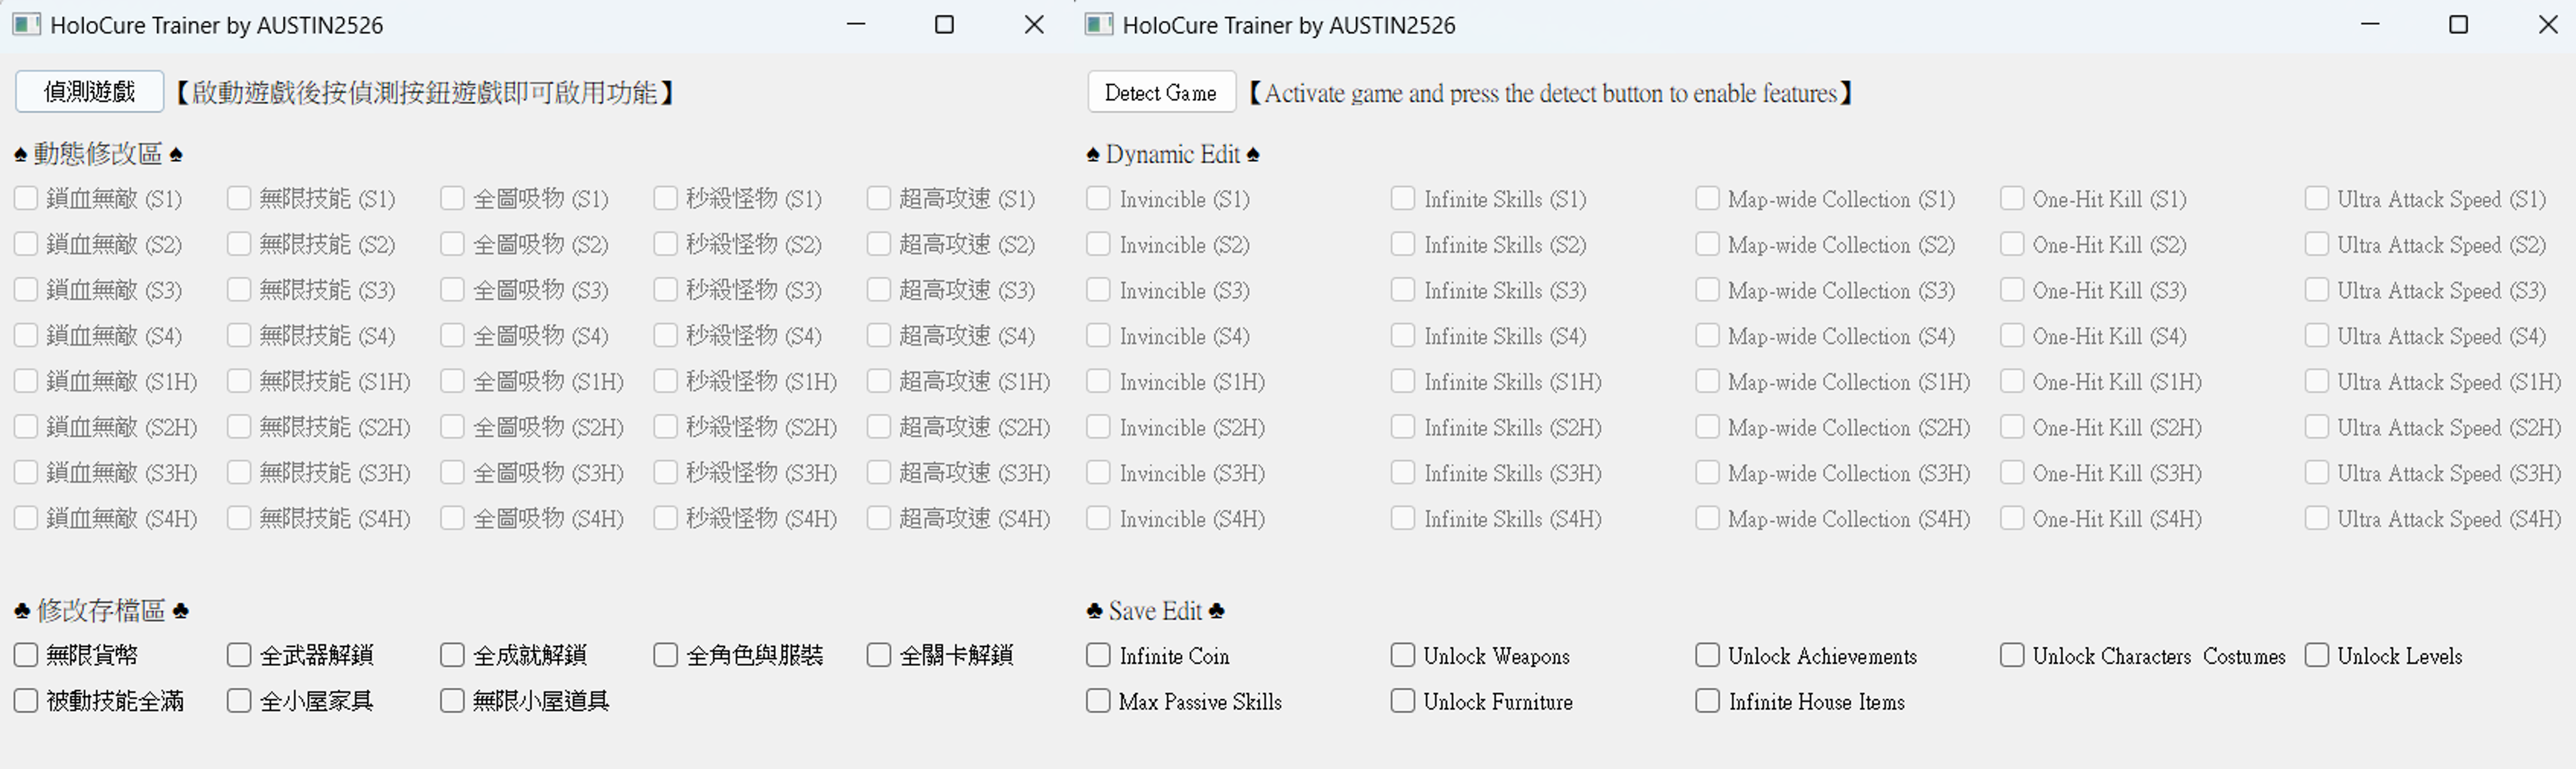 HoloCure Trainer by AUSTIN2526
偵測遊戲 【啟動遊戲後按偵測按鈕遊戲即可啟用功能】
♠ 動態修改區 ♠
鎖血無敵 (S1) 無限技能 (S1) 全圖吸物 (S1) 秒殺怪物 (S1) 超高攻速 (S1)
鎖血無敵 (S2) 無限技能 (S2) 全圖吸物 (S2) 秒殺怪物 (S2) 超高攻速 (S2)
鎖血無敵 (S3) 無限技能 (S3) 全圖吸物 (S3) 秒殺怪物 (S3) 超高攻速 (S3)
鎖血無敵 (S4) 無限技能 (S4) 全圖吸物 (S4) 秒殺怪物 (S4) 超高攻速 (S4)
鎖血無敵 (S1H) 無限技能 (S1H) 全圖吸物 (S1H) 秒殺怪物 (S1H) 超高攻速 (S1H)
鎖血無敵 (S2H) 無限技能 (S2H) 全圖吸物 (S2H) 秒殺怪物 (S2H) 超高攻速 (S2H)
鎖血無敵 (S3H) 無限技能 (S3H) 全圖吸物 (S3H) 秒殺怪物 (S3H) 超高攻速 (S3H)
鎖血無敵 (S4H) 無限技能 (S4H) 全圖吸物 (S4H) 秒殺怪物 (S4H) 超高攻速 (S4H)
♣ 修改存檔區 ♣
無限貨幣 全武器解鎖 全成就解鎖 全角色與服裝 全關卡解鎖
被動技能全滿 全小屋家具 無限小屋道具
HoloCure Trainer by AUSTIN2526
Detect Game 【Activate game and press the detect button to enable features】
♠ Dynamic Edit ♠
Invincible (S1) Infinite Skills (S1) Map-wide Collection (S1) One-Hit Kill (S1) Ultra Attack Speed (S1)
Invincible (S2) Infinite Skills (S2) Map-wide Collection (S2) One-Hit Kill (S2) Ultra Attack Speed (S2)
Invincible (S3) Infinite Skills (S3) Map-wide Collection (S3) One-Hit Kill (S3) Ultra Attack Speed (S3)
Invincible (S4) Infinite Skills (S4) Map-wide Collection (S4) One-Hit Kill (S4) Ultra Attack Speed (S4)
Invincible (S1H) Infinite Skills (S1H) Map-wide Collection (S1H) One-Hit Kill (S1H) Ultra Attack Speed (S1H)
Invincible (S2H) Infinite Skills (S2H) Map-wide Collection (S2H) One-Hit Kill (S2H) Ultra Attack Speed (S2H)
Invincible (S3H) Infinite Skills (S3H) Map-wide Collection (S3H) One-Hit Kill (S3H) Ultra Attack Speed (S3H)
Invincible (S4H) Infinite Skills (S4H) Map-wide Collection (S4H) One-Hit Kill (S4H) Ultra Attack Speed (S4H)
♣ Save Edit ♣
Infinite Coin Unlock Weapons Unlock Achievements Unlock Characters Costumes Unlock Levels
Max Passive Skills Unlock Furniture Infinite House Items